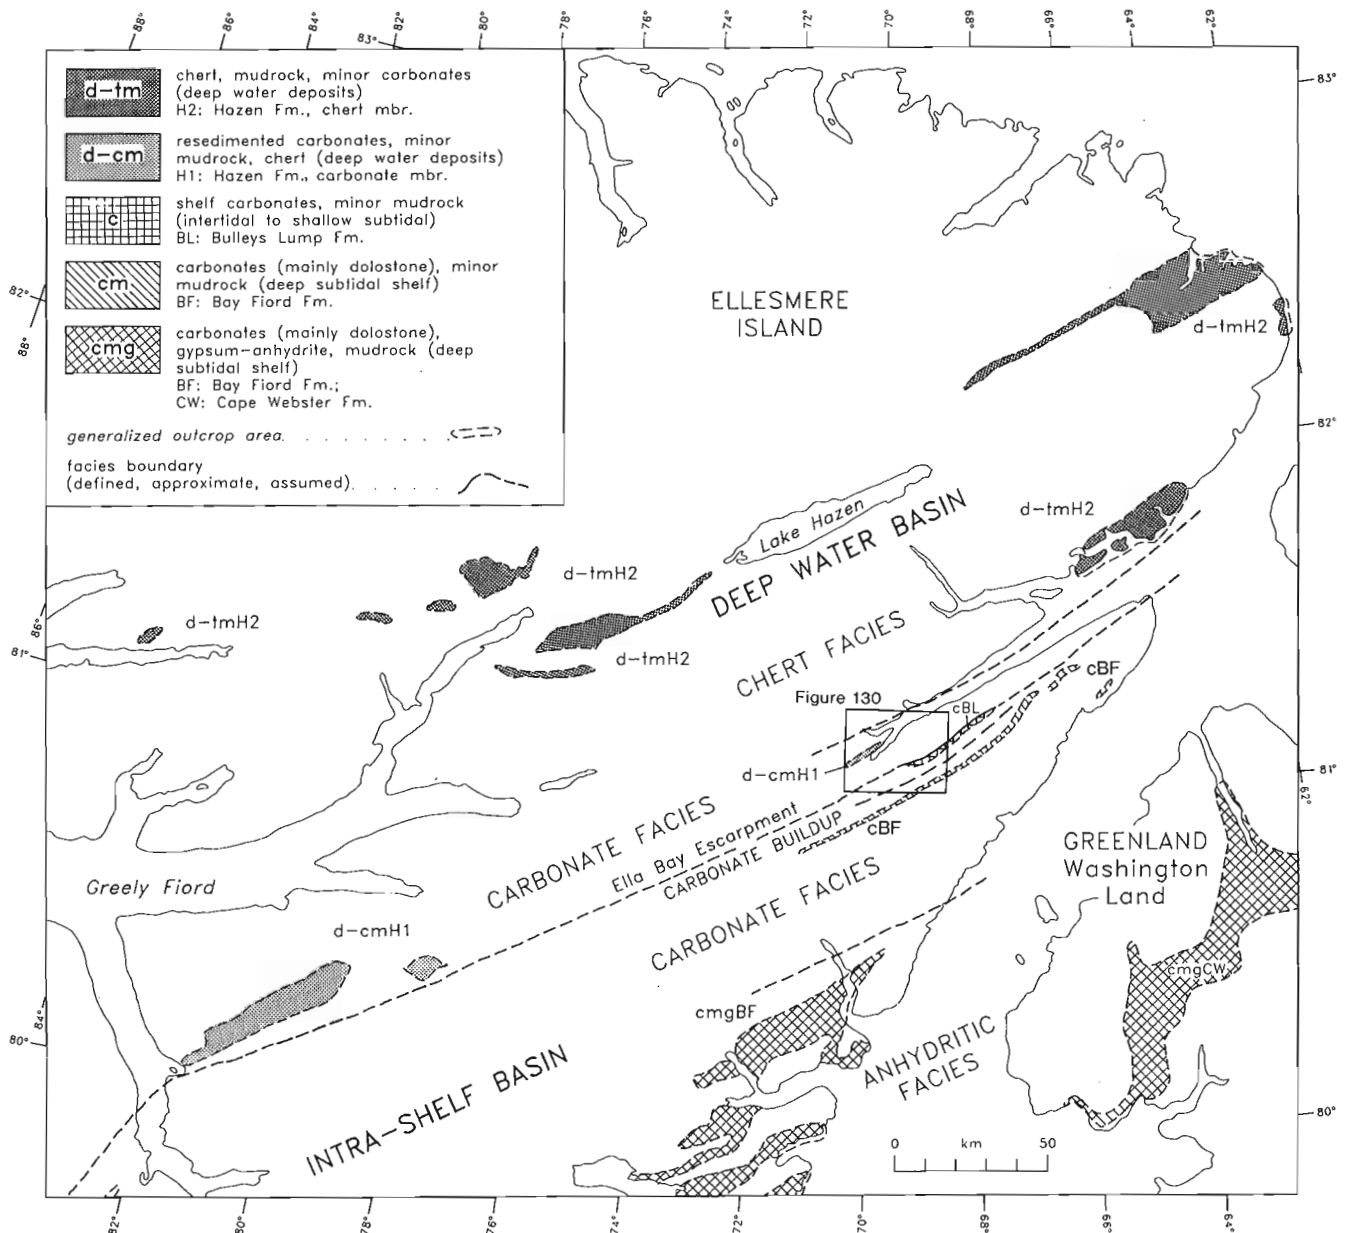 88° 86° 84° 82° 80° 78° 76° 74° 72° 70° 68° 66° 64° 62°
83°
83°
d-tm
chert, mudrock, minor carbonates
(deep water deposits)
H2: Hazen Fm., chert mbr.
d-cm
resedimented carbonates, minor
mudrock, chert (deep water deposits)
H1: Hazen Fm., carbonate mbr.
c
shelf carbonates, minor mudrock
(intertidal to shallow subtidal)
BL: Bulleys Lump Fm.
cm
carbonates (mainly dolostone), minor
mudrock (deep subtidal shelf)
BF: Bay Fiord Fm.
cmg
carbonates (mainly dolostone),
gypsum-anhydrite, mudrock (deep
subtidal shelf)
BF: Bay Fiord Fm.;
CW: Cape Webster Fm.
generalized outcrop area. . . . . . . . .
facies boundary
(defined, approximate, assumed). . . . . .
82°
88°
ELLESMERE
ISLAND
d-tmH2
82°
Lake Hazen
DEEP WATER BASIN
d-tmH2
d-tmH2
d-tmH2
d-tmH2
86°
81°
CHERT FACIES
Figure 130
cBL
cBF
d-cmH1
81°
62°
CARBONATE FACIES
Ella Bay Escarpment
CARBONATE BUILDUP
cBF
GREENLAND
Washington
Land
Greely Fiord
CARBONATE FACIES
d-cmH1
cmgCW
cmgBF
84°
80°
ANHYDRITIC
FACIES
INTRA-SHELF BASIN
80°
0 km 50
82° 80° 78° 76° 74° 72° 70° 68° 66° 64°